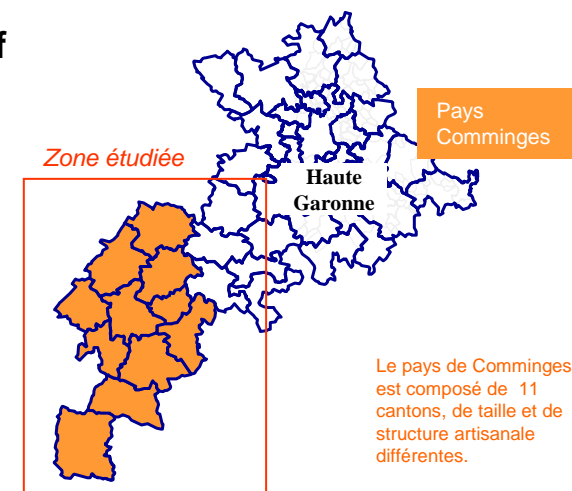 f
Pays
Comminges
Zone étudiée
Haute
Garonne
Le pays de Comminges
est composé de 11
cantons, de taille et de
structure artisanale
différentes.